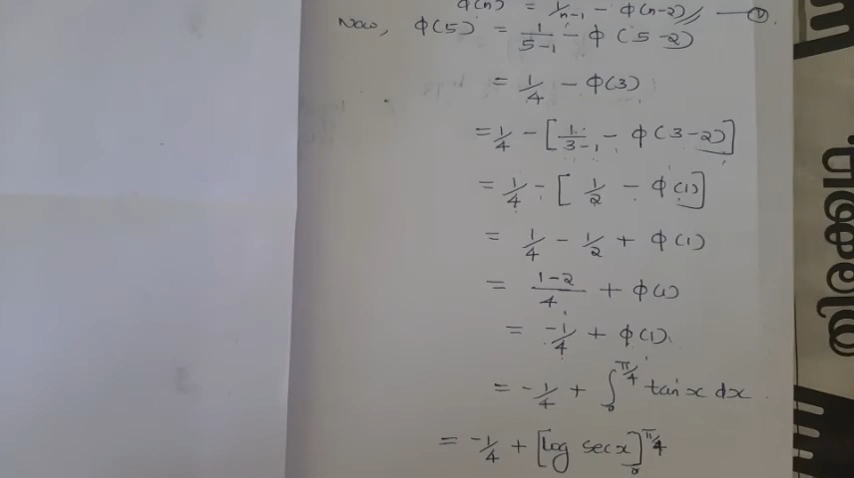 φ(n) = 1/n-1 - φ(n-2) — (V).
Now, φ(5) = 1/5-1 - φ(5-2)
= 1/4 - φ(3)
= 1/4 - [1/3-1 - φ(3-2)]
= 1/4 - [1/2 - φ(1)]
= 1/4 - 1/2 + φ(1)
= 1-2/4 + φ(1)
= -1/4 + φ(1)
= -1/4 + ∫₀^π/4 tan x dx
= -1/4 + [log sec x]₀^π/4